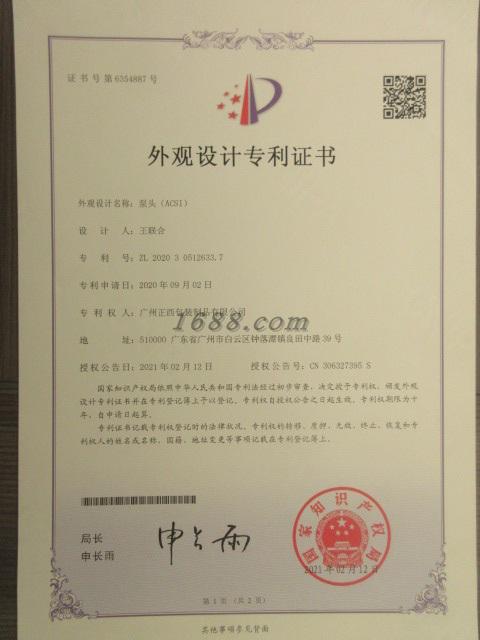 证书号第6354887号
外观设计专利证书
外观设计名称：泵头（ACS1）
设 计 人：王联合
专 利 号：ZL 2020 3 0512633.7
专利申请日：2020年09月02日
专 利 权 人：广州正西包装制品有限公司
1688.com
地 址：510000 广东省广州市白云区钟落潭镇良田中路39号
授权公告日：2021年02月12日 授权公告号：CN 306327395 S
国家知识产权局依照中华人民共和国专利法经过初步审查，决定授予专利权，颁发外观
设计专利证书并在专利登记簿上予以登记。专利权自授权公告之日起生效。专利权期限为十
年，自申请日起算。
专利证书记载专利权登记时的法律状况。专利权的转移、质押、无效、终止、恢复和专
利权人的姓名或名称、国籍、地址变更等事项记载在专利登记簿上。
局长
申长雨
申长雨
国家知识产权局
2021年02月12日
第 1 页 （共 2 页）
其他事项参见背面